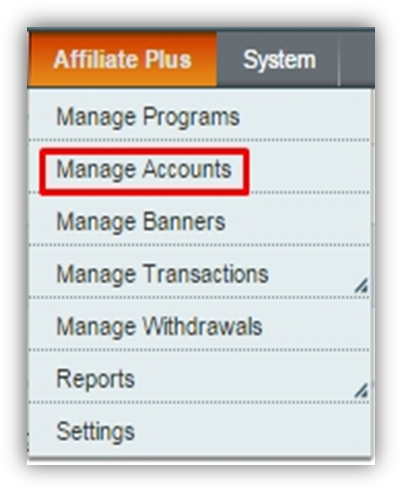 Affiliate Plus System
Manage Programs
Manage Accounts
Manage Banners
Manage Transactions
Manage Withdrawals
Reports
Settings